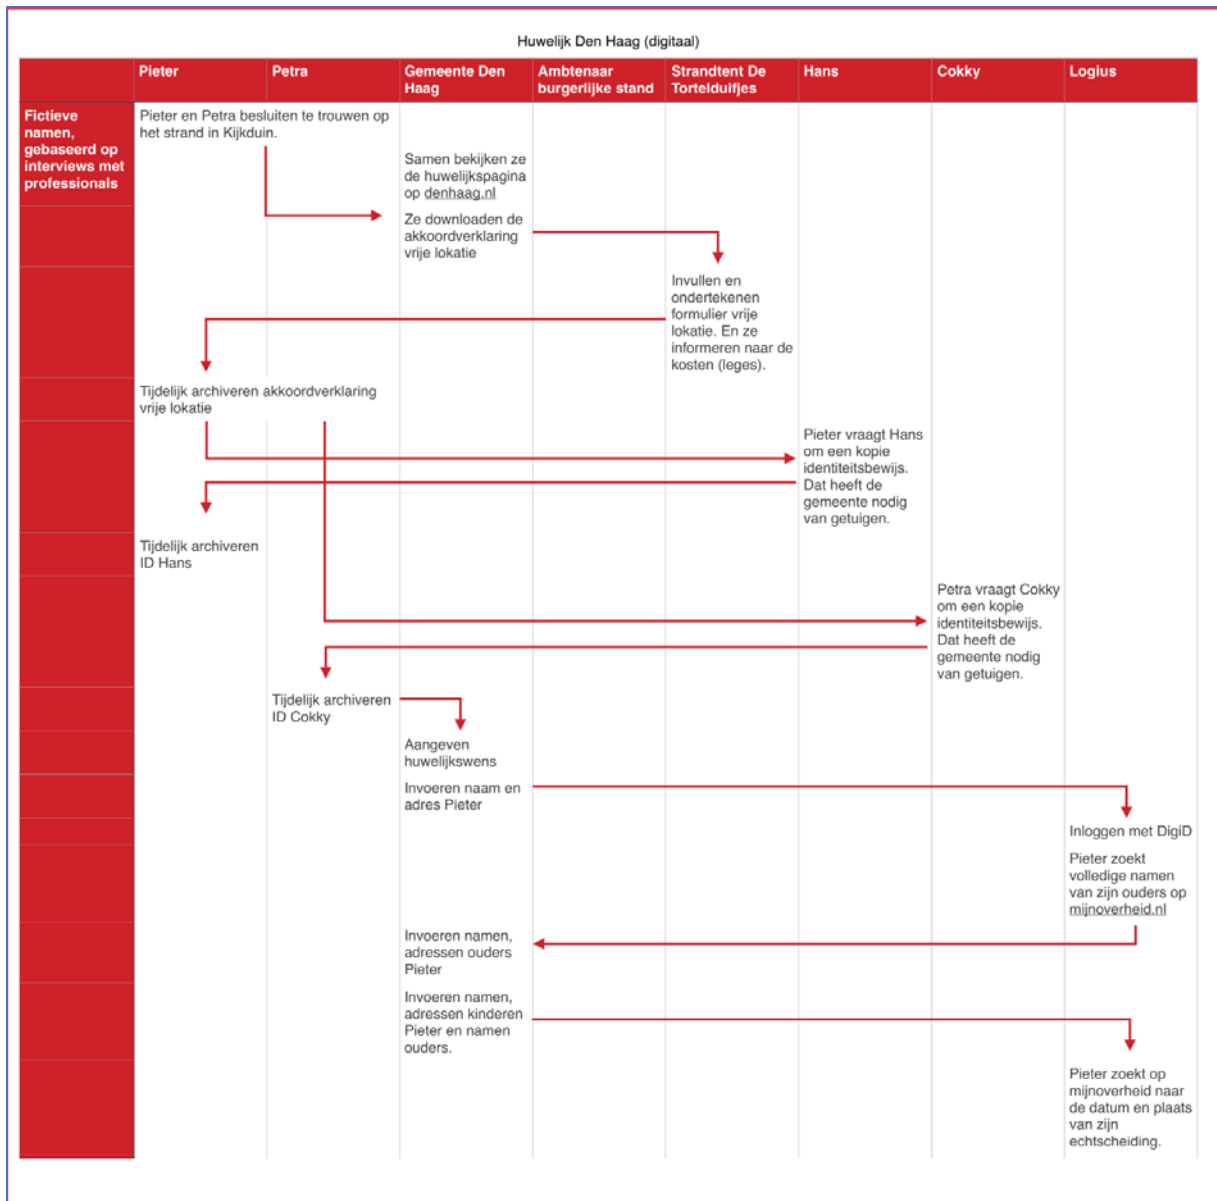 Huwelijk Den Haag (digitaal)
Pieter
Petra
Gemeente Den
Haag
Ambtenaar
burgerlijke stand
Strandtent De
Tortelduifjes
Hans
Cokky
Logius
Fictieve
namen,
gebaseerd op
interviews met
professionals
Pieter en Petra besluiten te trouwen op
het strand in Kijkduin.
Samen bekijken ze
de huwelijkspagina
op denhaag.nl
Ze downloaden de
akkoordverklaring
vrije lokatie
Invullen en
ondertekenen
formulier vrije
lokatie. En ze
informeren naar de
kosten (leges).
Tijdelijk archiveren akkoordverklaring
vrije lokatie
Pieter vraagt Hans
om een kopie
identiteitsbewijs.
Dat heeft de
gemeente nodig
van getuigen.
Tijdelijk archiveren
ID Hans
Petra vraagt Cokky
om een kopie
identiteitsbewijs.
Dat heeft de
gemeente nodig
van getuigen.
Tijdelijk archiveren
ID Cokky
Aangeven
huwelijkswens
Invoeren naam en
adres Pieter
Inloggen met DigiD
Pieter zoekt
volledige namen
van zijn ouders op
mijnoverheid.nl
Invoeren namen,
adressen ouders
Pieter
Invoeren namen,
adressen kinderen
Pieter en namen
ouders.
Pieter zoekt op
mijnoverheid naar
de datum en plaats
van zijn
echtscheiding.